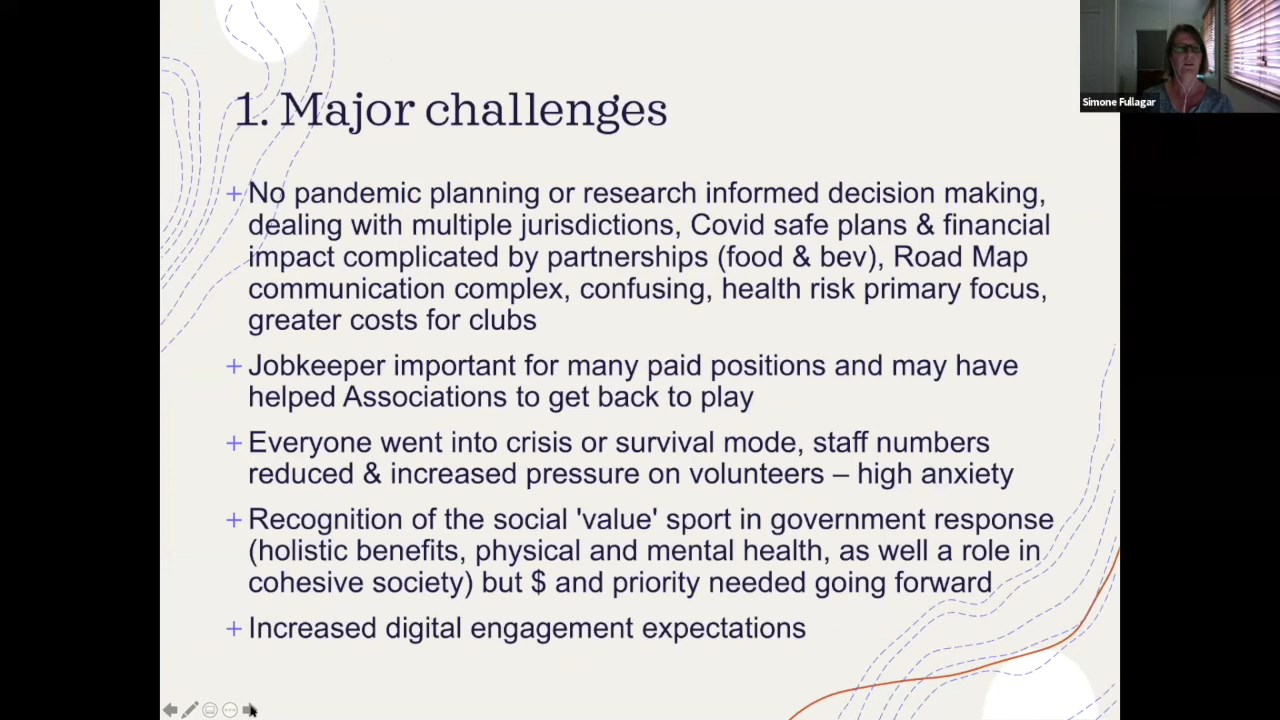 1. Major challenges
+ No pandemic planning or research informed decision making,
dealing with multiple jurisdictions, Covid safe plans & financial
impact complicated by partnerships (food & bev), Road Map
communication complex, confusing, health risk primary focus,
greater costs for clubs
+ Jobkeeper important for many paid positions and may have
helped Associations to get back to play
+ Everyone went into crisis or survival mode, staff numbers
reduced & increased pressure on volunteers – high anxiety
+ Recognition of the social 'value' sport in government response
(holistic benefits, physical and mental health, as well a role in
cohesive society) but $ and priority needed going forward
+ Increased digital engagement expectations
Simone Fullagar